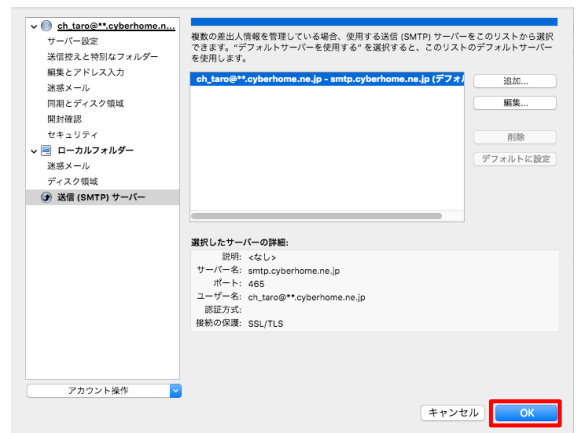 ch_taro@**.cyberhome.n...
サーバー設定
送信控えと特別なフォルダー
編集とアドレス入力
迷惑メール
同期とディスク領域
開封確認
セキュリティ
ローカルフォルダー
迷惑メール
ディスク領域
送信 (SMTP) サーバー
アカウント操作
複数の差出人情報を管理している場合、使用する送信 (SMTP) サーバーをこのリストから選択
できます。"デフォルトサーバーを使用する" を選択すると、このリストのデフォルトサーバー
を使用します。
ch_taro@**.cyberhome.ne.jp - smtp.cyberhome.ne.jp (デフォ
追加...
編集...
削除
デフォルトに設定
選択したサーバーの詳細:
説明: <なし>
サーバー名: smtp.cyberhome.ne.jp
ポート: 465
ユーザー名: ch_taro@**.cyberhome.ne.jp
認証方式:
接続の保護: SSL/TLS
キャンセル
OK